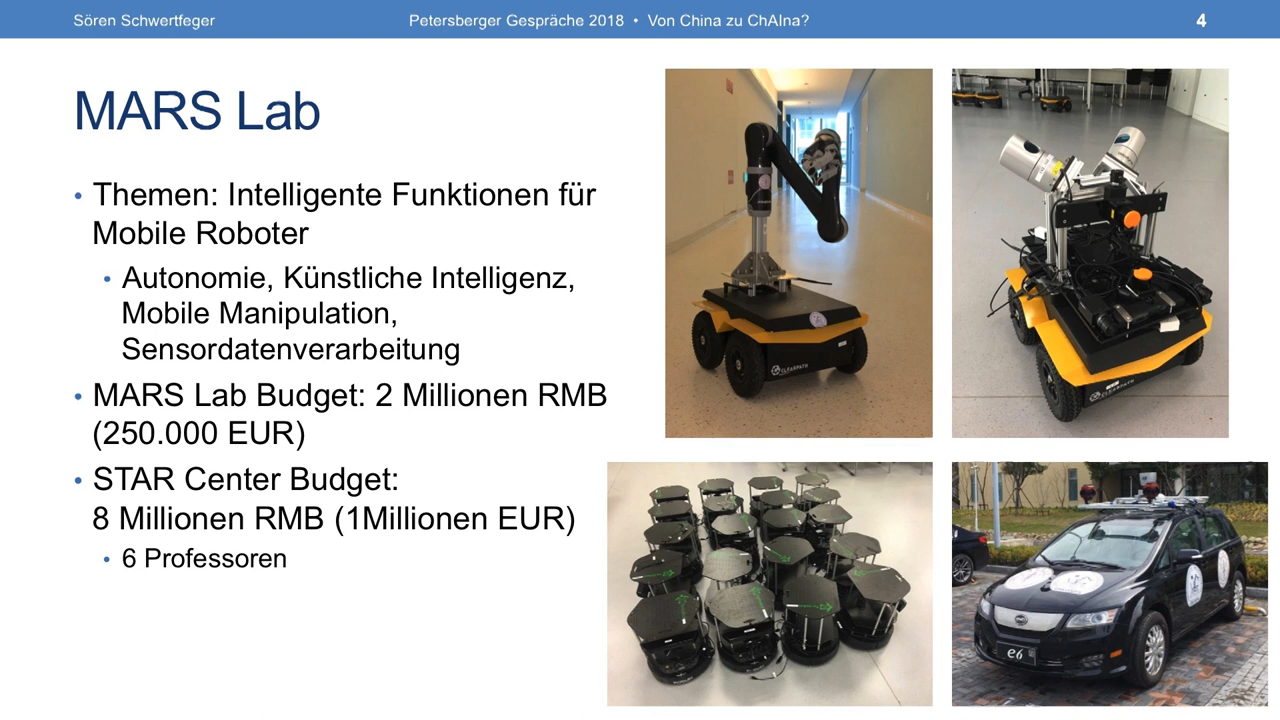 Sören Schwertfeger
Petersberger Gespräche 2018 • Von China zu ChAIna?
4
MARS Lab
• Themen: Intelligente Funktionen für
Mobile Roboter
• Autonomie, Künstliche Intelligenz,
Mobile Manipulation,
Sensordatenverarbeitung
• MARS Lab Budget: 2 Millionen RMB
(250.000 EUR)
• STAR Center Budget:
8 Millionen RMB (1Millionen EUR)
• 6 Professoren
CLEARPATH
CLEARPATH
e6